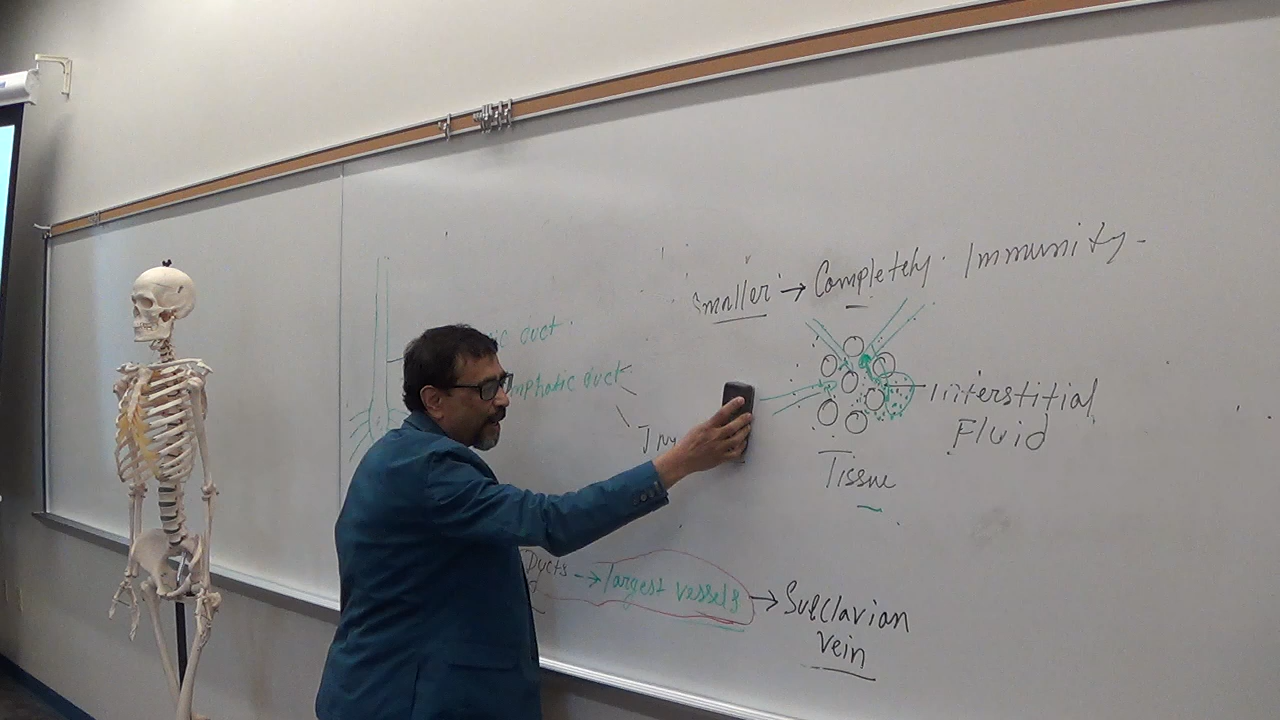 Smaller → Completely. Immunity.
ic duct.
mphatic duct
Interstitial
Fluid
Tissue
Ducts → Largest vessels → Subclavian
vein